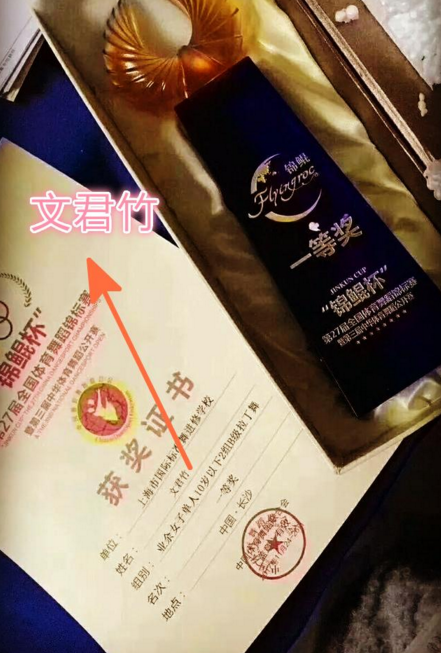 文君竹
锦鲲
Flyingroc
一等奖
JINKUN CUP
“锦鲲杯”
第27届全国体育舞蹈锦标赛
暨第三届中华体育舞蹈公开赛
锦鲲杯”
第27届全国体育舞蹈锦标赛
暨第三届中华体育舞蹈公开赛
获奖证书
单位：
上海市国际标准舞进修学校
姓名：
文君竹
组别：
业余女子单人10岁以下2组B级拉丁舞
名次：
一等奖
地点：
中国·长沙